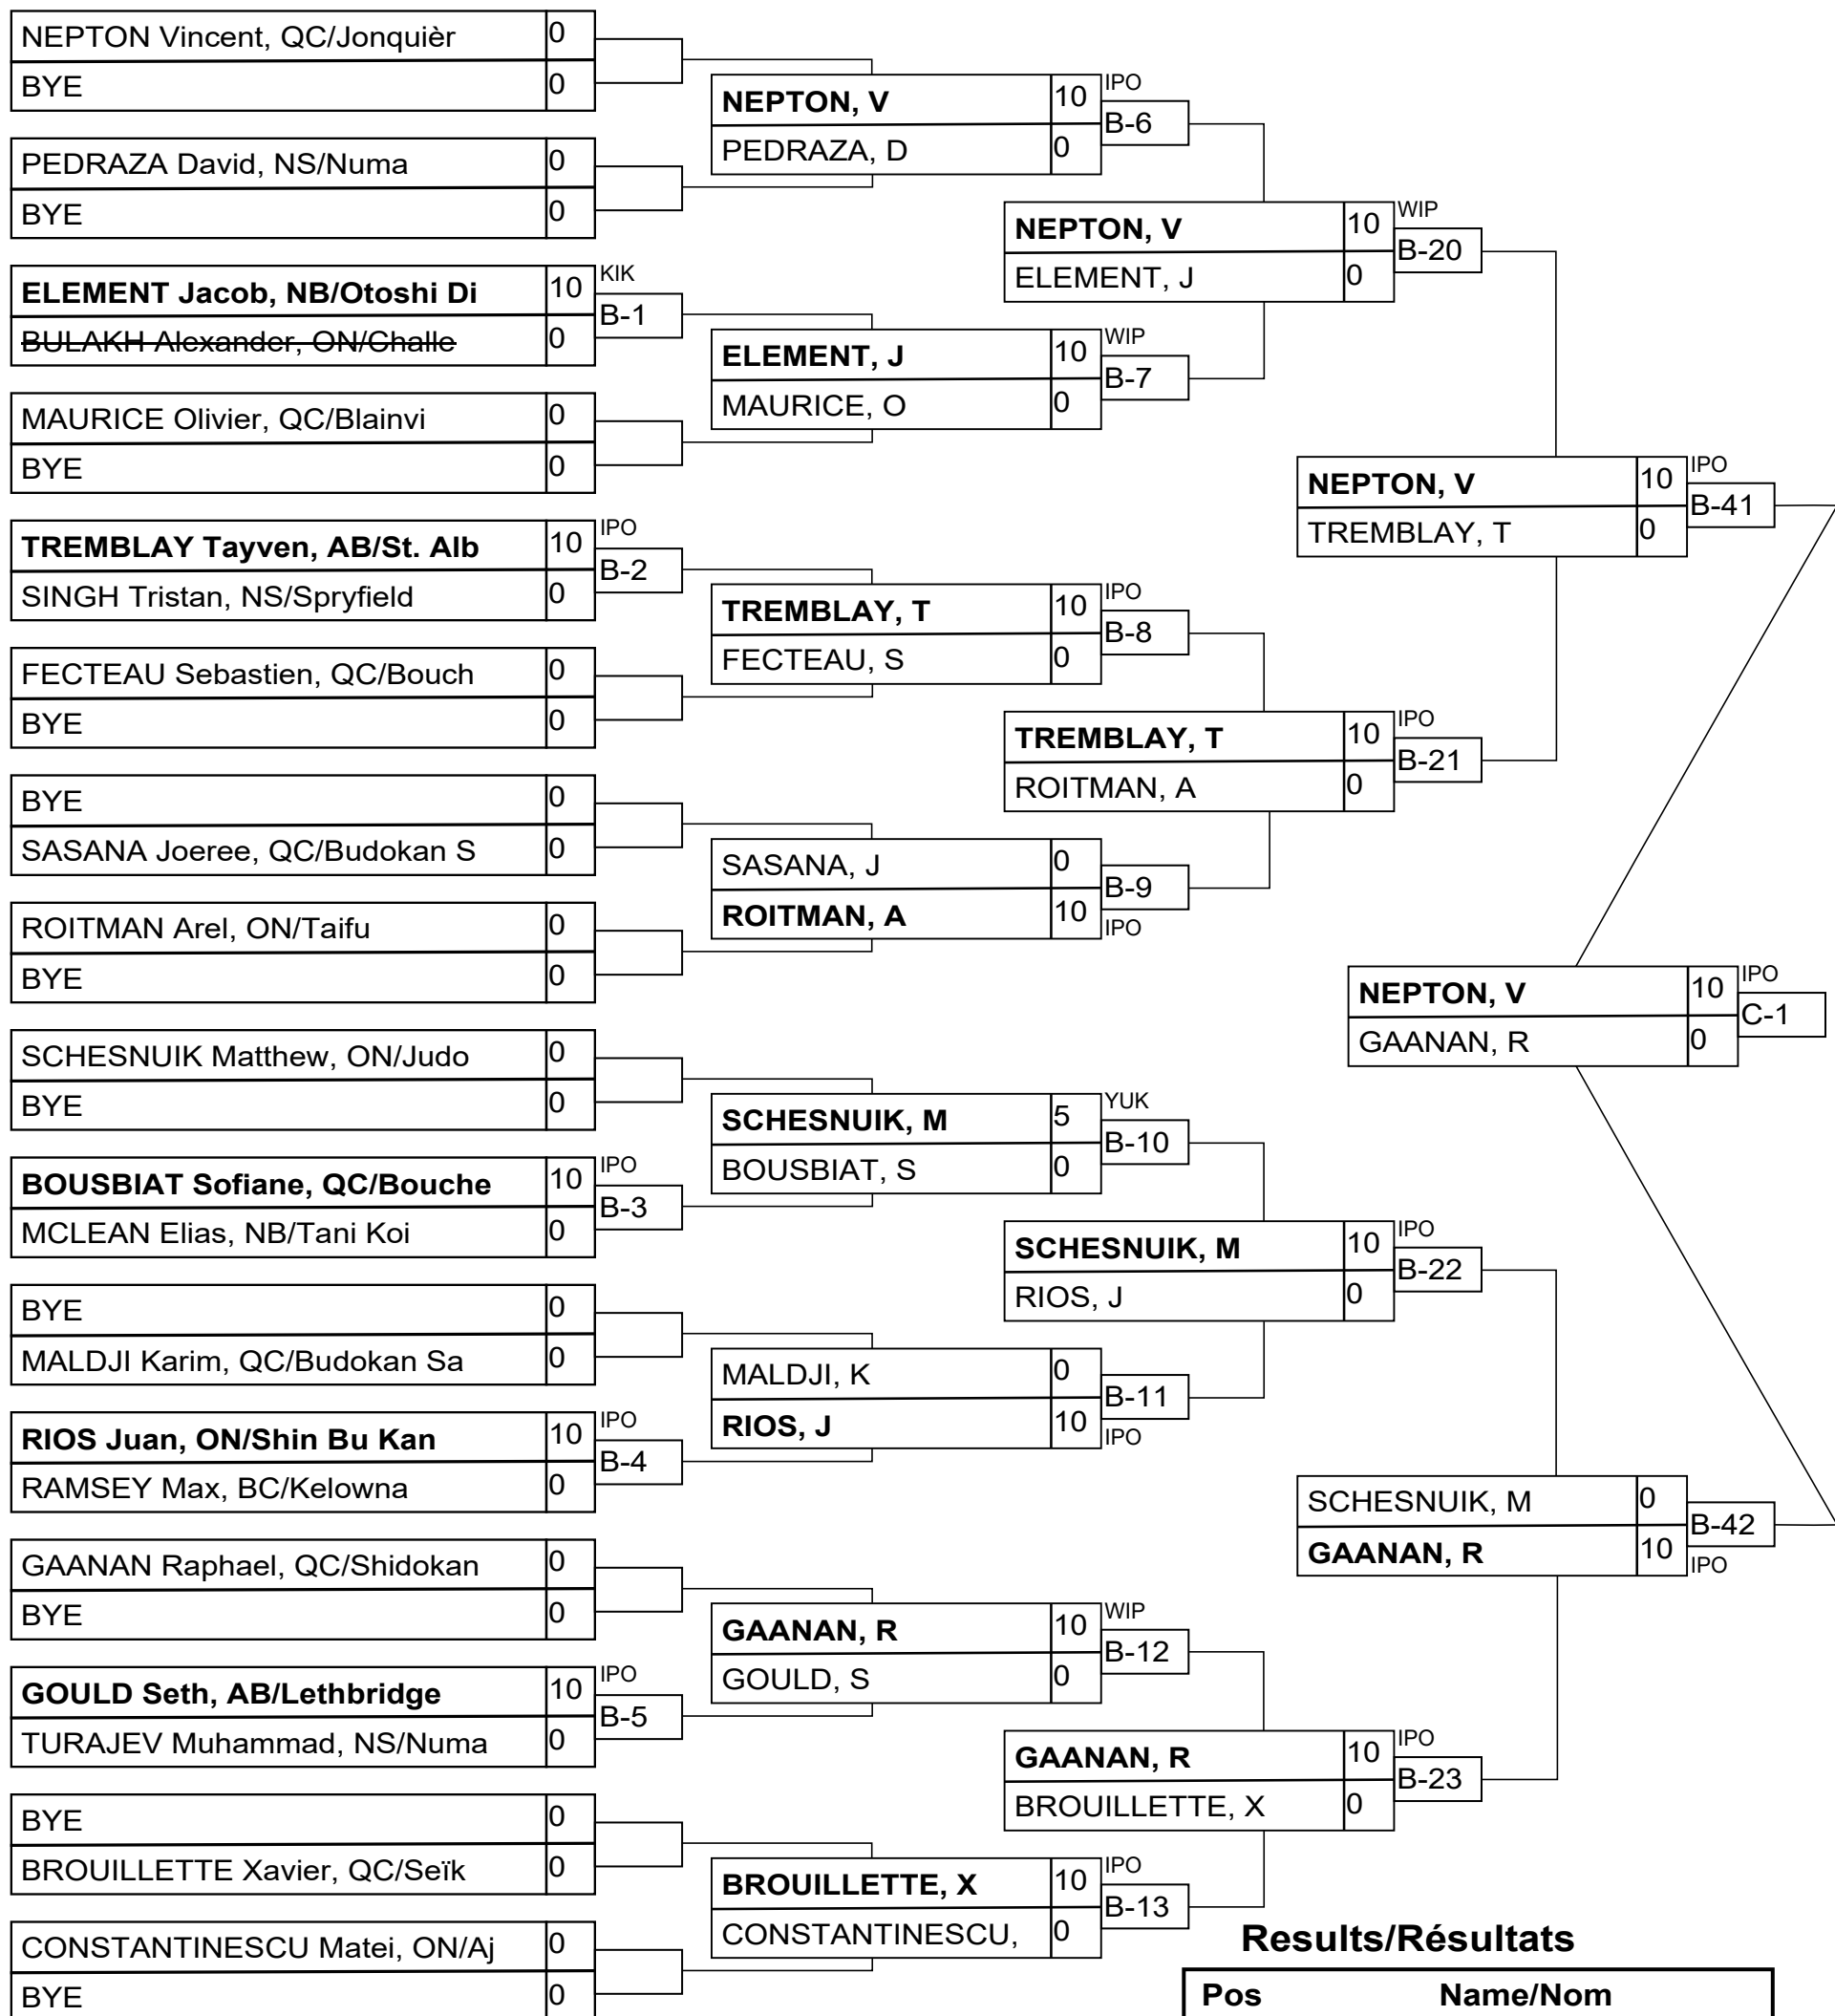 NEPTON Vincent, QC/Jonquièr 0
BYE 0
PEDRAZA David, NS/Numa 0
BYE 0
ELEMENT Jacob, NB/Otoshi Di 10 KIK
B-1
BULAKH Alexander, ON/Challe 0
MAURICE Olivier, QC/Blainvi 0
BYE 0
TREMBLAY Tayven, AB/St. Alb 10 IPO
B-2
SINGH Tristan, NS/Spryfield 0
FECTEAU Sebastien, QC/Bouch 0
BYE 0
BYE 0
SASANA Joeree, QC/Budokan S 0
ROITMAN Arel, ON/Taifu 0
BYE 0
SCHESNUIK Matthew, ON/Judo 0
BYE 0
BOUSBIAT Sofiane, QC/Bouche 10 IPO
B-3
MCLEAN Elias, NB/Tani Koi 0
BYE 0
MALDJI Karim, QC/Budokan Sa 0
RIOS Juan, ON/Shin Bu Kan 10 IPO
B-4
RAMSEY Max, BC/Kelowna 0
GAANAN Raphael, QC/Shidokan 0
BYE 0
GOULD Seth, AB/Lethbridge 10 IPO
B-5
TURAJEV Muhammad, NS/Numa 0
BYE 0
BROUILLETTE Xavier, QC/Seïk 0
CONSTANTINESCU Matei, ON/Aj 0
BYE 0
NEPTON, V 10 IPO
B-6
PEDRAZA, D 0
ELEMENT, J 10 WIP
B-7
MAURICE, O 0
TREMBLAY, T 10 IPO
B-8
FECTEAU, S 0
SASANA, J 0
B-9
ROITMAN, A 10 IPO
SCHESNUIK, M 5 YUK
B-10
BOUSBIAT, S 0
MALDJI, K 0
B-11
RIOS, J 10 IPO
GAANAN, R 10 WIP
B-12
GOULD, S 0
BROUILLETTE, X 10 IPO
B-13
CONSTANTINESCU, 0
NEPTON, V 10 WIP
B-20
ELEMENT, J 0
TREMBLAY, T 10 IPO
B-21
ROITMAN, A 0
SCHESNUIK, M 10 IPO
B-22
RIOS, J 0
GAANAN, R 10 IPO
B-23
BROUILLETTE, X 0
NEPTON, V 10 IPO
B-41
TREMBLAY, T 0
SCHESNUIK, M 0
B-42
GAANAN, R 10 IPO
NEPTON, V 10 IPO
C-1
GAANAN, R 0
Results/Résultats
Pos Name/Nom